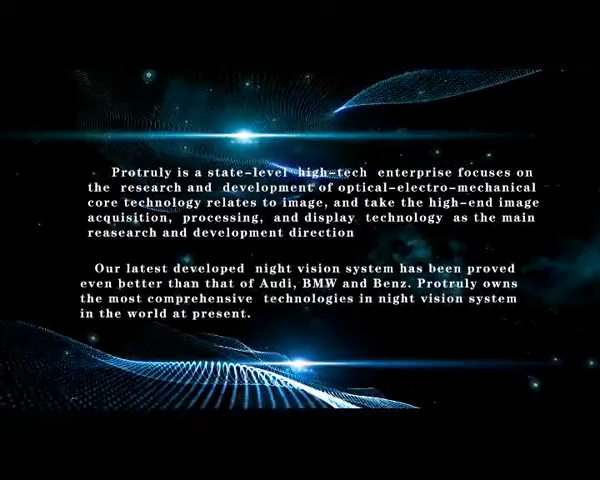 Protruly is a state-level high-tech enterprise focuses on
the research and development of optical-electro-mechanical
core technology relates to image, and take the high-end image
acquisition, processing, and display technology as the main
reasearch and development direction
Our latest developed night vision system has been proved
even better than that of Audi, BMW and Benz. Protruly owns
the most comprehensive technologies in night vision system
in the world at present.